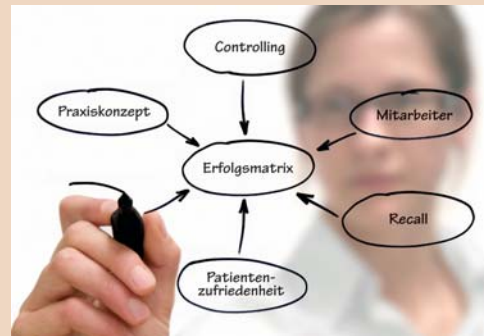 Controlling
Praxiskonzept
Mitarbeiter
Erfolgsmatrix
Recall
Patienten-
zufriedenheit